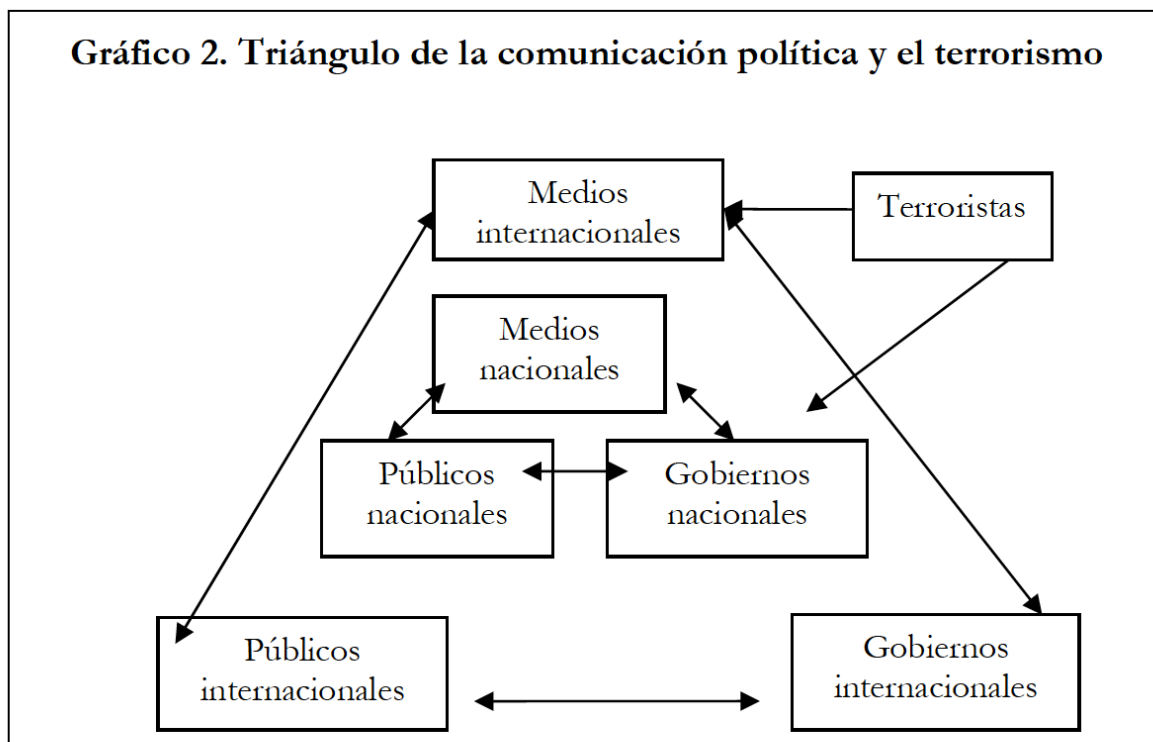 Gráfico 2. Triángulo de la comunicación política y el terrorismo
Medios
internacionales
Terroristas
Medios
nacionales
Públicos
nacionales
Gobiernos
nacionales
Públicos
internacionales
Gobiernos
internacionales